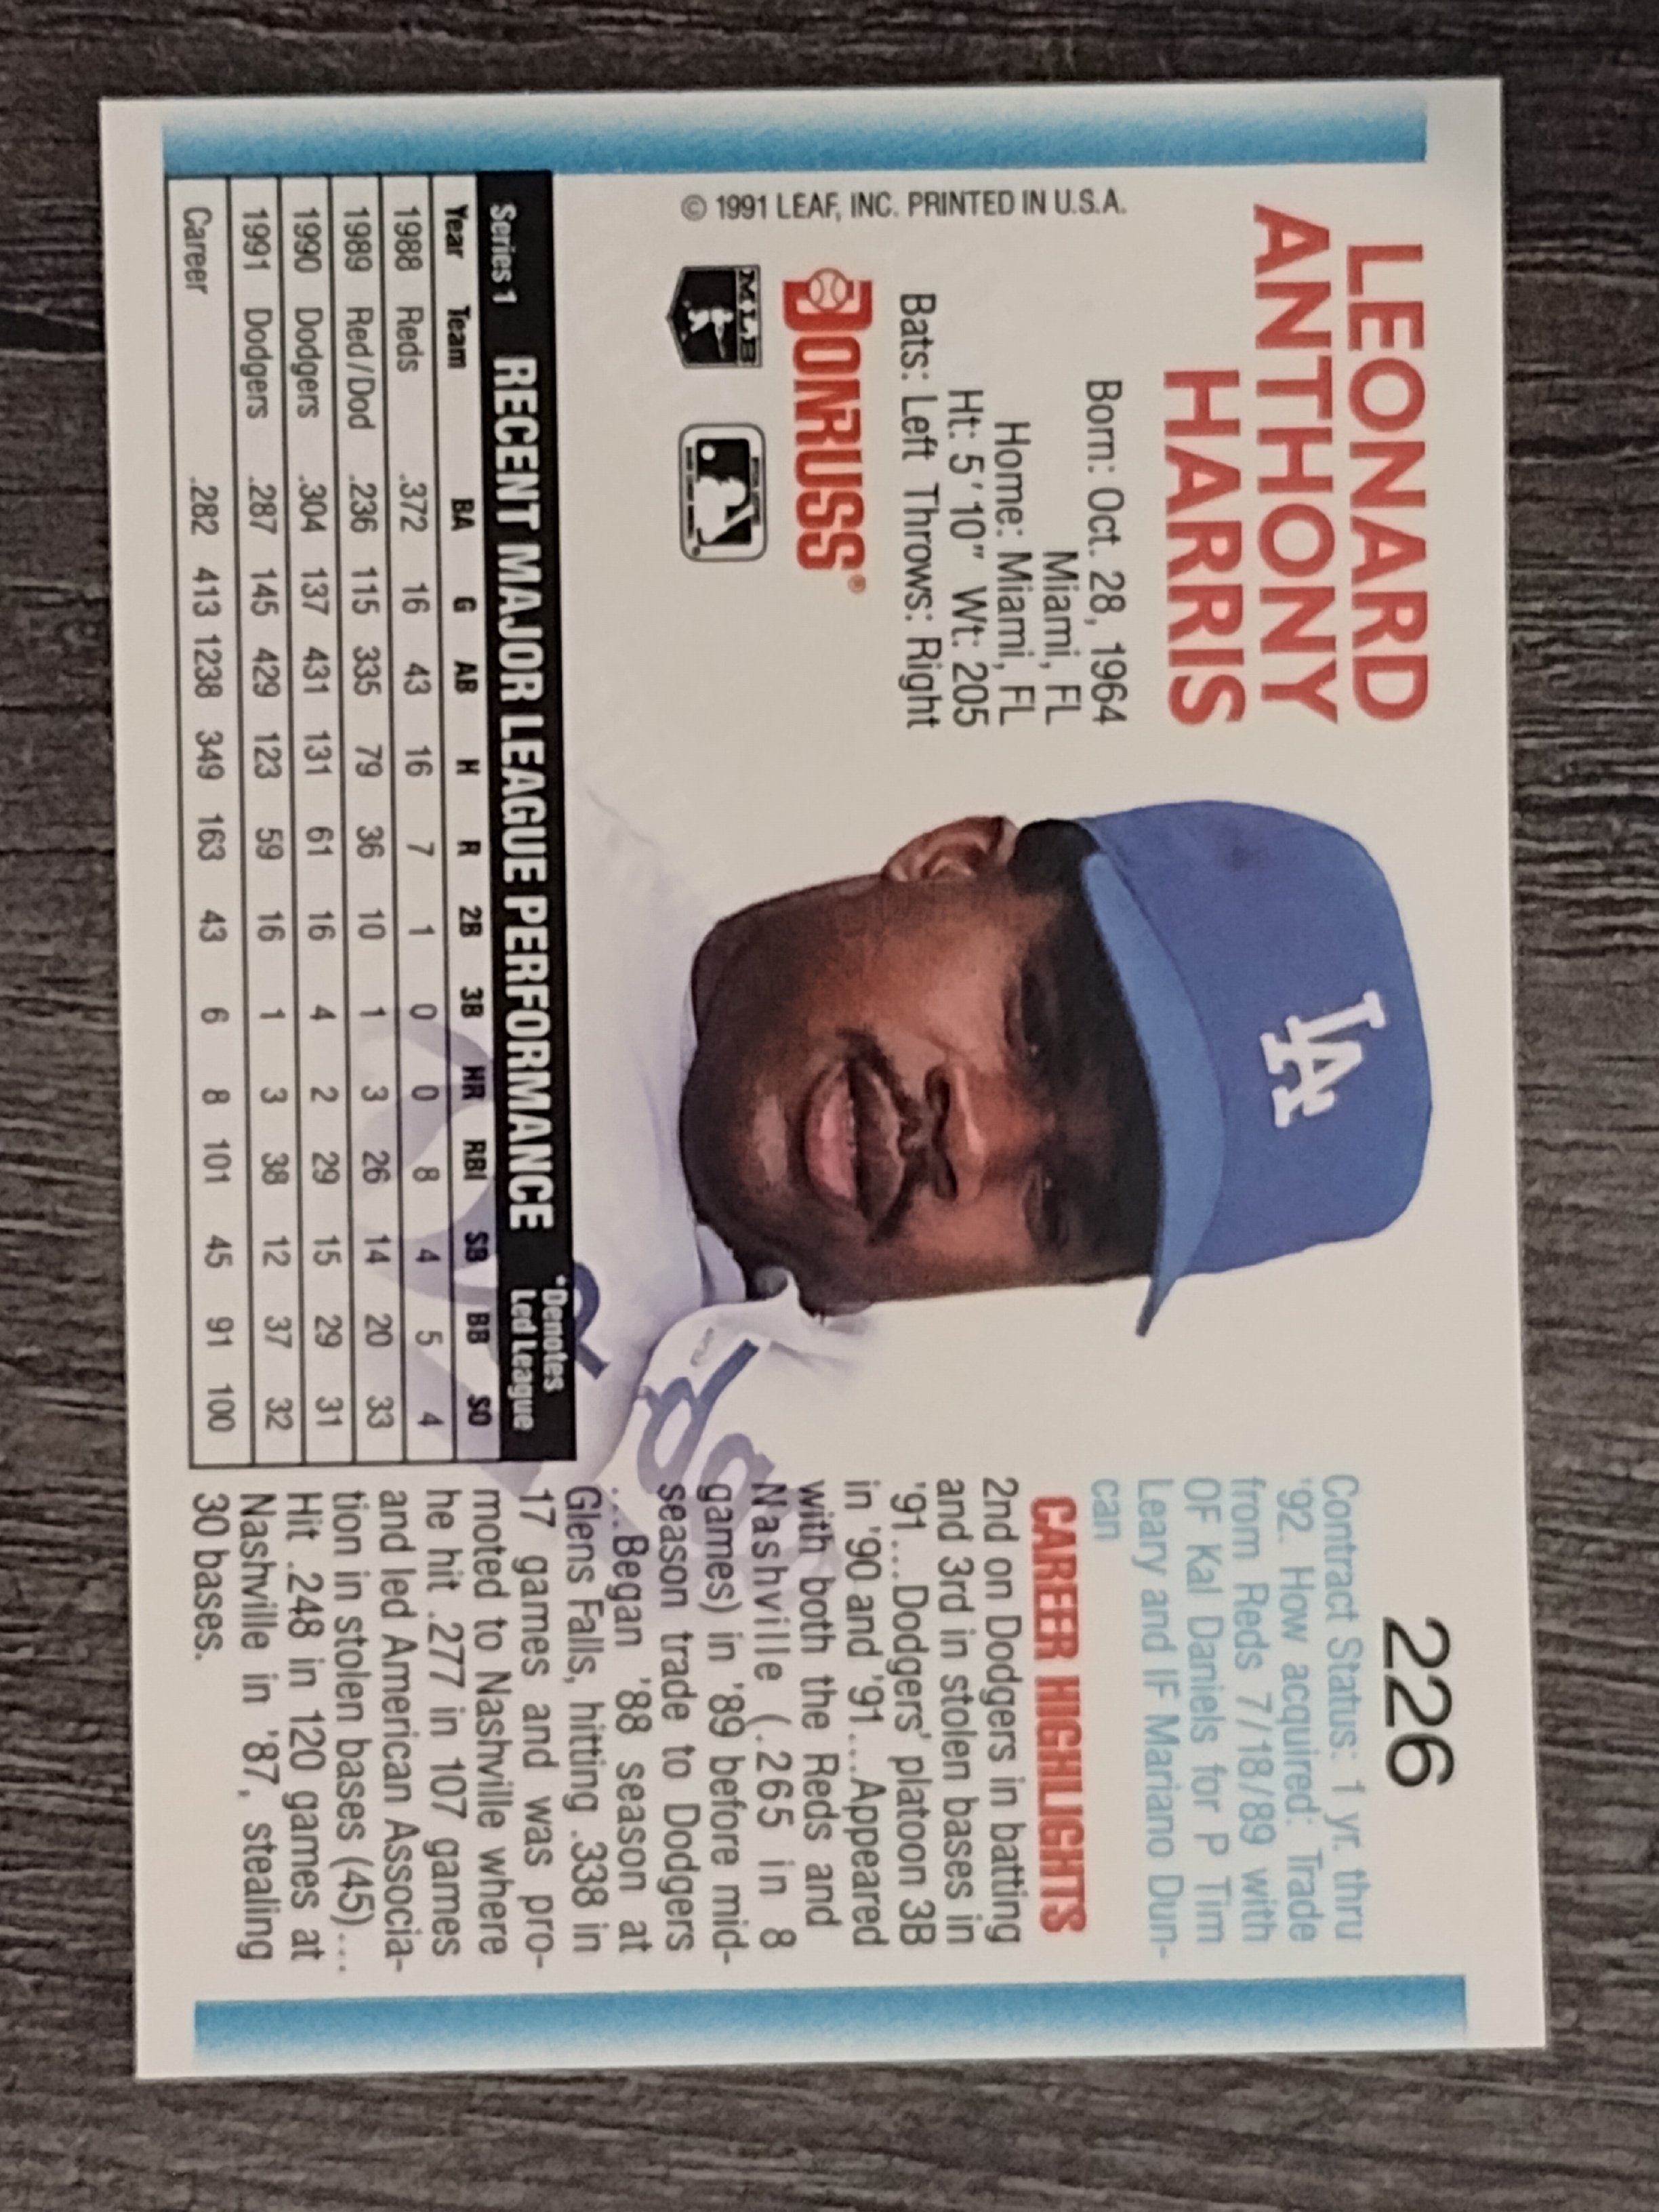 LEONARD
ANTHONY
HARRIS
Born: Oct. 28, 1964
Miami, FL
Home: Miami, FL
Ht: 5'10" Wt: 205
Bats: Left Throws: Right
DONRUSS®
© 1991 LEAF, INC. PRINTED IN U.S.A.
MLB
LA
226
Contract Status: 1 yr. thru
'92. How acquired: Trade
from Reds 7/18/89 with
OF Kal Daniels for P Tim
Leary and IF Mariano Dun-
can
CAREER HIGHLIGHTS
2nd on Dodgers in batting
and 3rd in stolen bases in
'91...Dodgers' platoon 3B
in '90 and '91...Appeared
with both the Reds and
Nashville (.265 in 8
games) in '89 before mid-
season trade to Dodgers
...Began '88 season at
Glens Falls, hitting .338 in
17 games and was pro-
moted to Nashville where
he hit .277 in 107 games
and led American Associa-
tion in stolen bases (45)...
Hit .248 in 120 games at
Nashville in '87, stealing
30 bases.
Series 1 RECENT MAJOR LEAGUE PERFORMANCE *Denotes
Led League
Year Team BA G AB H R 2B 3B HR RBI SB BB SO
1988 Reds .372 16 43 16 7 1 0 0 8 4 5 4
1989 Red/Dod .236 115 335 79 36 10 1 3 26 14 20 33
1990 Dodgers .304 137 431 131 61 16 4 2 29 15 29 31
1991 Dodgers .287 145 429 123 59 16 1 3 38 12 37 32
Career .282 413 1238 349 163 43 6 8 101 45 91 100